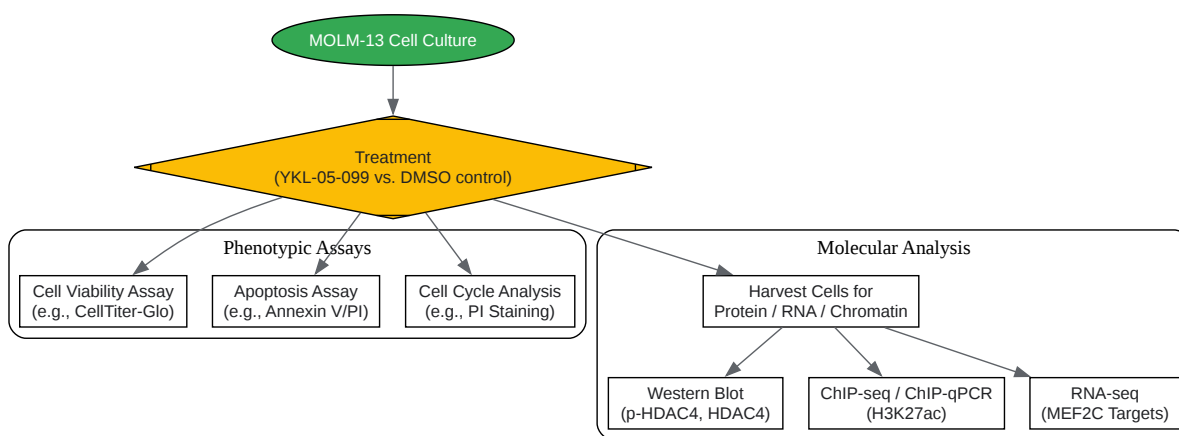 MOLM-13 Cell Culture
Treatment
(YKL-05-099 vs. DMSO control)
Phenotypic Assays
Cell Viability Assay
(e.g., CellTiter-Glo)
Apoptosis Assay
(e.g., Annexin V/PI)
Cell Cycle Analysis
(e.g., PI Staining)
Molecular Analysis
Harvest Cells for
Protein / RNA / Chromatin
Western Blot
(p-HDAC4, HDAC4)
ChIP-seq / ChIP-qPCR
(H3K27ac)
RNA-seq
(MEF2C Targets)